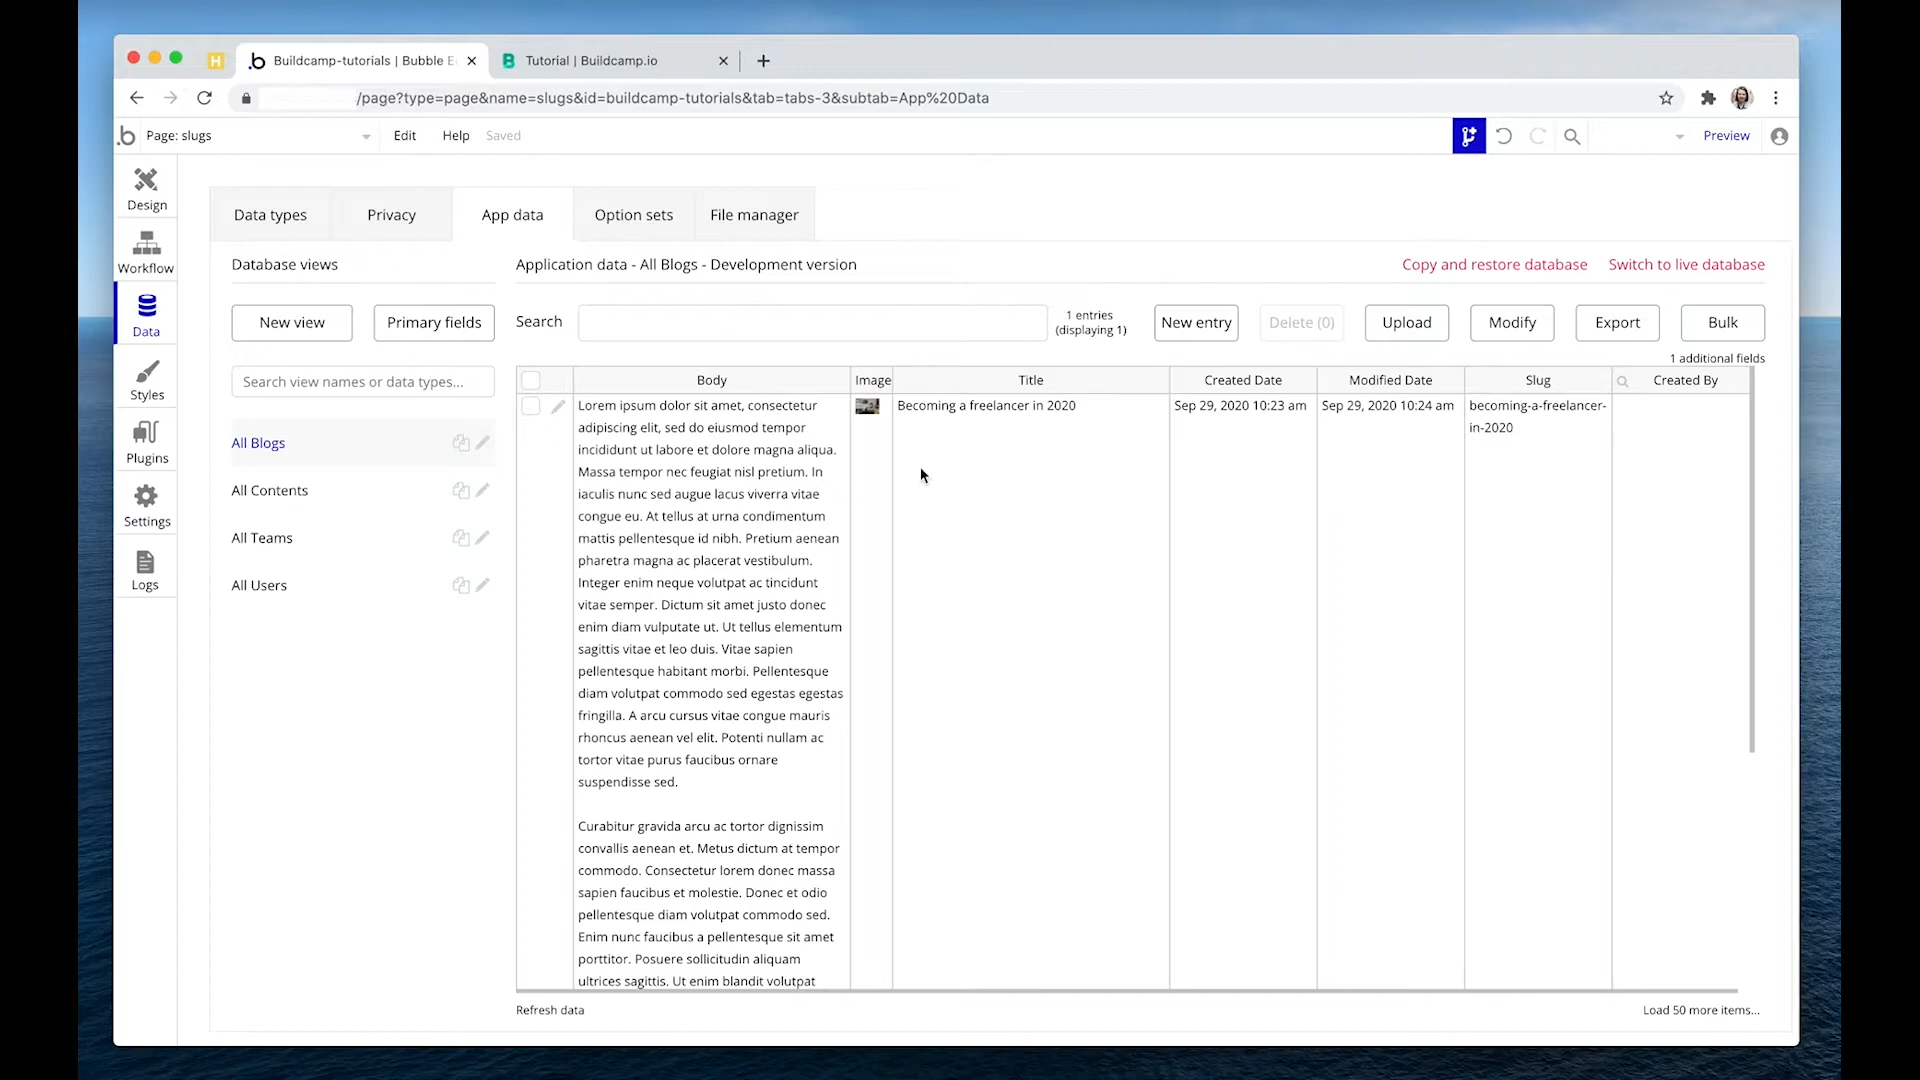 H
Buildcamp-tutorials | Bubble E
Tutorial | Buildcamp.io
/page?type=page&name=slugs&id=buildcamp-tutorials&tab=tabs-3&subtab=App%20Data
Page: slugs
Edit
Help
Saved
Preview
Design
Workflow
Data
Styles
Plugins
Settings
Logs
Data types
Privacy
App data
Option sets
File manager
Database views
New view
Primary fields
Search view names or data types...
All Blogs
All Contents
All Teams
All Users
Application data - All Blogs - Development version
Copy and restore database
Switch to live database
Search
1 entries
(displaying 1)
New entry
Delete (0)
Upload
Modify
Export
Bulk
1 additional fields
Body
Image
Title
Created Date
Modified Date
Slug
Created By
Lorem ipsum dolor sit amet, consectetur
adipiscing elit, sed do eiusmod tempor
incididunt ut labore et dolore magna aliqua.
Massa tempor nec feugiat nisl pretium. In
iaculis nunc sed augue lacus viverra vitae
congue eu. At tellus at urna condimentum
mattis pellentesque id nibh. Pretium aenean
pharetra magna ac placerat vestibulum.
Integer enim neque volutpat ac tincidunt
vitae semper. Dictum sit amet justo donec
enim diam vulputate ut. Ut tellus elementum
sagittis vitae et leo duis. Vitae sapien
pellentesque habitant morbi. Pellentesque
diam volutpat commodo sed egestas egestas
fringilla. A arcu cursus vitae congue mauris
rhoncus aenean vel elit. Potenti nullam ac
tortor vitae purus faucibus ornare
suspendisse sed.
Curabitur gravida arcu ac tortor dignissim
convallis aenean et. Metus dictum at tempor
commodo. Consectetur lorem donec massa
sapien faucibus et molestie. Donec et odio
pellentesque diam volutpat commodo sed.
Enim nunc faucibus a pellentesque sit amet
porttitor. Posuere sollicitudin aliquam
ultrices sagittis. Ut enim blandit volutpat
Becoming a freelancer in 2020
Sep 29, 2020 10:23 am
Sep 29, 2020 10:24 am
becoming-a-freelancer-
in-2020
Refresh data
Load 50 more items...